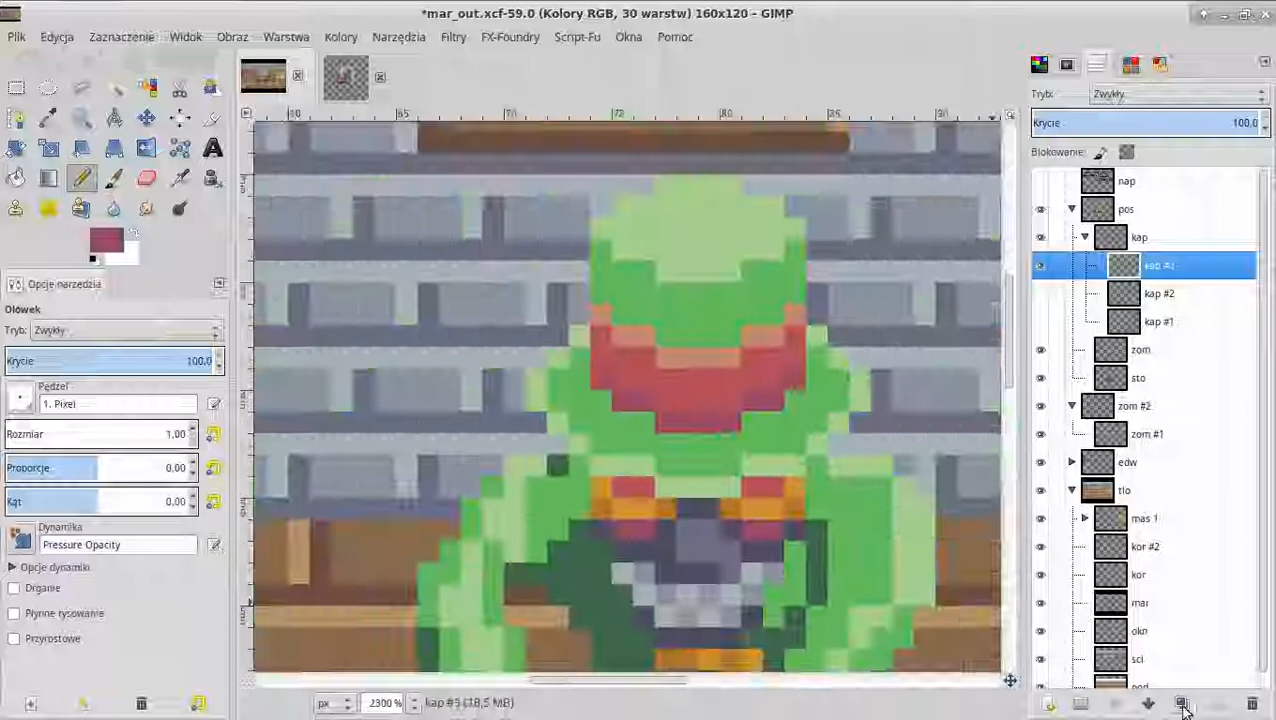 *mar_out.xcf-59.0 (Kolory RGB, 30 warstw) 160x120 – GIMP
Plik Edycja Zaznaczenie Widok Obraz Warstwa Kolory Narzędzia Filtry FX-Foundry Script-Fu Okna Pomoc
Tryb: Zwykły
Krycie 100,0
Blokowanie:
nap
pos
kap
kap #3
kap #2
kap #1
zom
sto
zom #2
zom #1
edw
tlo
mas 1
kor #2
kor
mar
okn
sci
Opcje narzędzia
Ołówek
Tryb: Zwykły
Krycie 100,0
Pędzel
1. Pixel
Rozmiar 1,00
Proporcje 0,00
Kąt 0,00
Dynamika
Pressure Opacity
Opcje dynamiki
Drganie
Płynne rysowanie
Przyrostowe
px 2300 % kap #3 (18,5 MB)